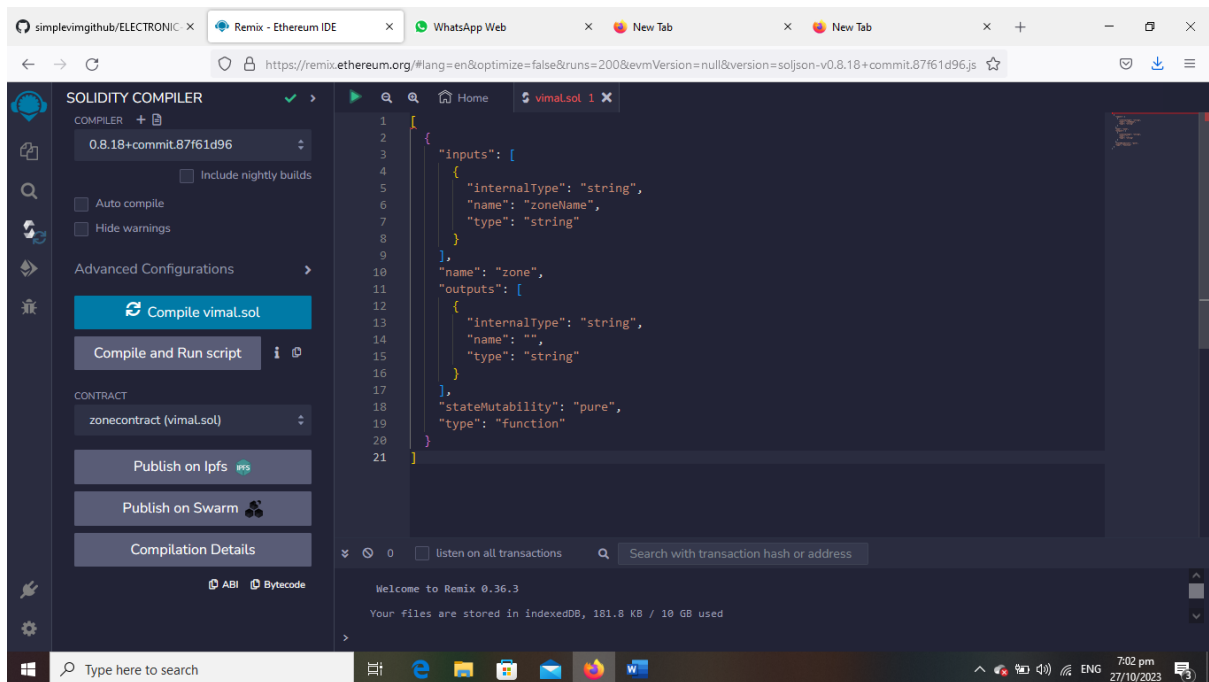 simplevimgithub/ELECTRONIC-
Remix - Ethereum IDE
WhatsApp Web
New Tab
New Tab
https://remix.ethereum.org/#lang=en&optimize=false&runs=200&evmVersion=null&version=soljson-v0.8.18+commit.87f61d96.js
SOLIDITY COMPILER
COMPILER
0.8.18+commit.87f61d96
Include nightly builds
Auto compile
Hide warnings
Advanced Configurations
Compile vimal.sol
Compile and Run script
i
CONTRACT
zonecontract (vimal.sol)
Publish on Ipfs IPFS
Publish on Swarm
Compilation Details
ABI Bytecode
Home
vimal.sol 1
1 [
2 {
3 "inputs": [
4 {
5 "internalType": "string",
6 "name": "zoneName",
7 "type": "string"
8 }
9 ],
10 "name": "zone",
11 "outputs": [
12 {
13 "internalType": "string",
14 "name": "",
15 "type": "string"
16 }
17 ],
18 "stateMutability": "pure",
19 "type": "function"
20 }
21 ]
0 listen on all transactions Search with transaction hash or address
Welcome to Remix 0.36.3
Your files are stored in indexedDB, 181.8 KB / 10 GB used
>
Type here to search
ENG
7:02 pm
27/10/2023
3